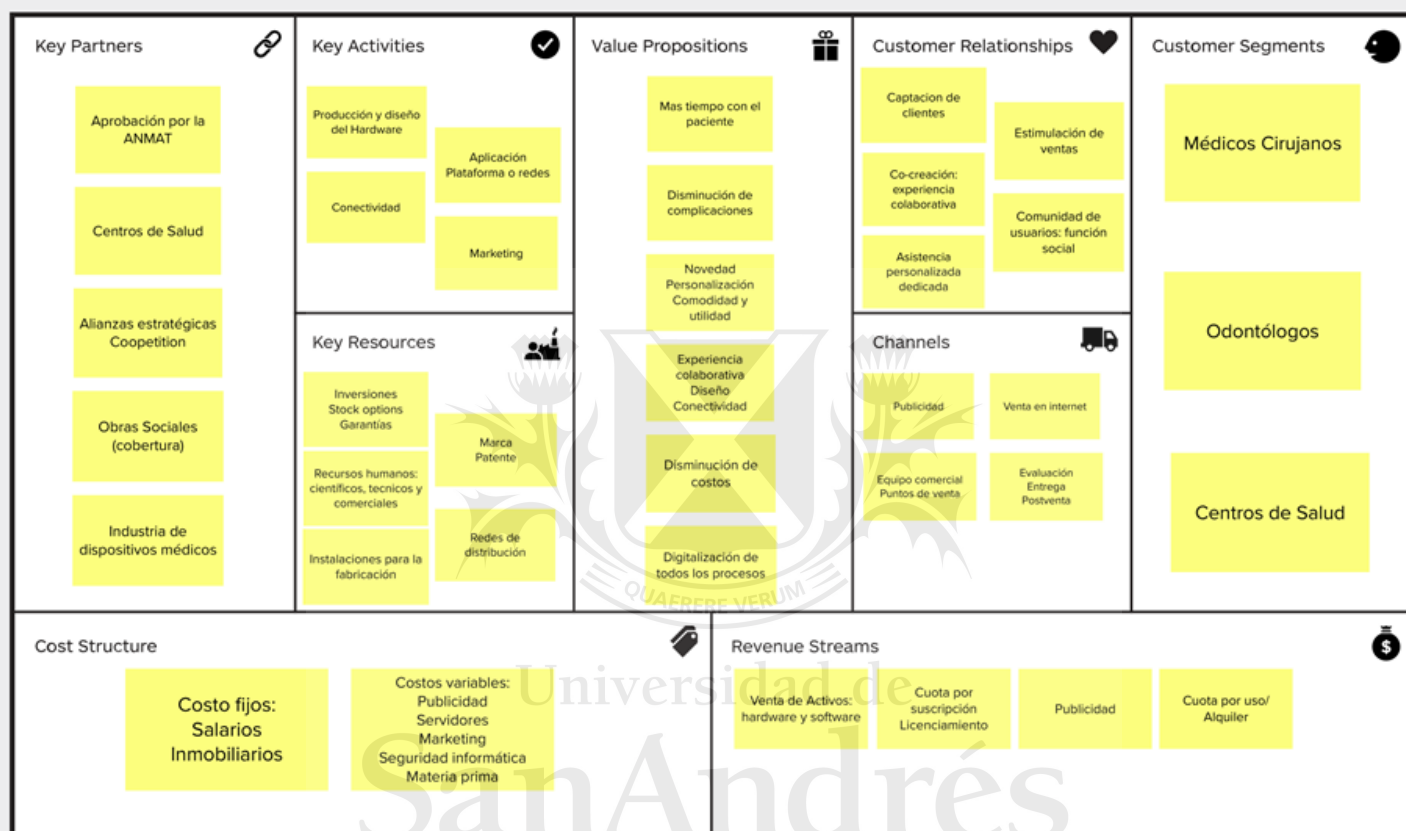 Key Partners
Aprobación por la
ANMAT
Centros de Salud
Alianzas estratégicas
Coopetition
Obras Sociales
(cobertura)
Industria de
dispositivos médicos
Key Activities
Producción y diseño
del Hardware
Aplicación
Plataforma o redes
Conectividad
Marketing
Key Resources
Inversiones
Stock options
Garantías
Marca
Patente
Recursos humanos:
científicos, tecnicos y
comerciales
Redes de
distribución
Instalaciones para la
fabricación
Value Propositions
Mas tiempo con el
paciente
Disminución de
complicaciones
Novedad
Personalización
Comodidad y
utilidad
Experiencia
colaborativa
Diseño
Conectividad
Disminución de
costos
Digitalización de
todos los procesos
Customer Relationships
Captacion de
clientes
Estimulación de
ventas
Co-creación:
experiencia
colaborativa
Comunidad de
usuarios: función
social
Asistencia
personalizada
dedicada
Channels
Publicidad
Venta en internet
Equipo comercial
Puntos de venta
Evaluación
Entrega
Postventa
Customer Segments
Médicos Cirujanos
Odontólogos
Centros de Salud
Cost Structure
Costo fijos:
Salarios
Inmobiliarios
Costos variables:
Publicidad
Servidores
Marketing
Seguridad informática
Materia prima
Revenue Streams
Venta de Activos:
hardware y software
Cuota por
suscripción
Licenciamiento
Publicidad
Cuota por uso/
Alquiler
$
QUAERERE VERUM
Universidad de
SanAndrés